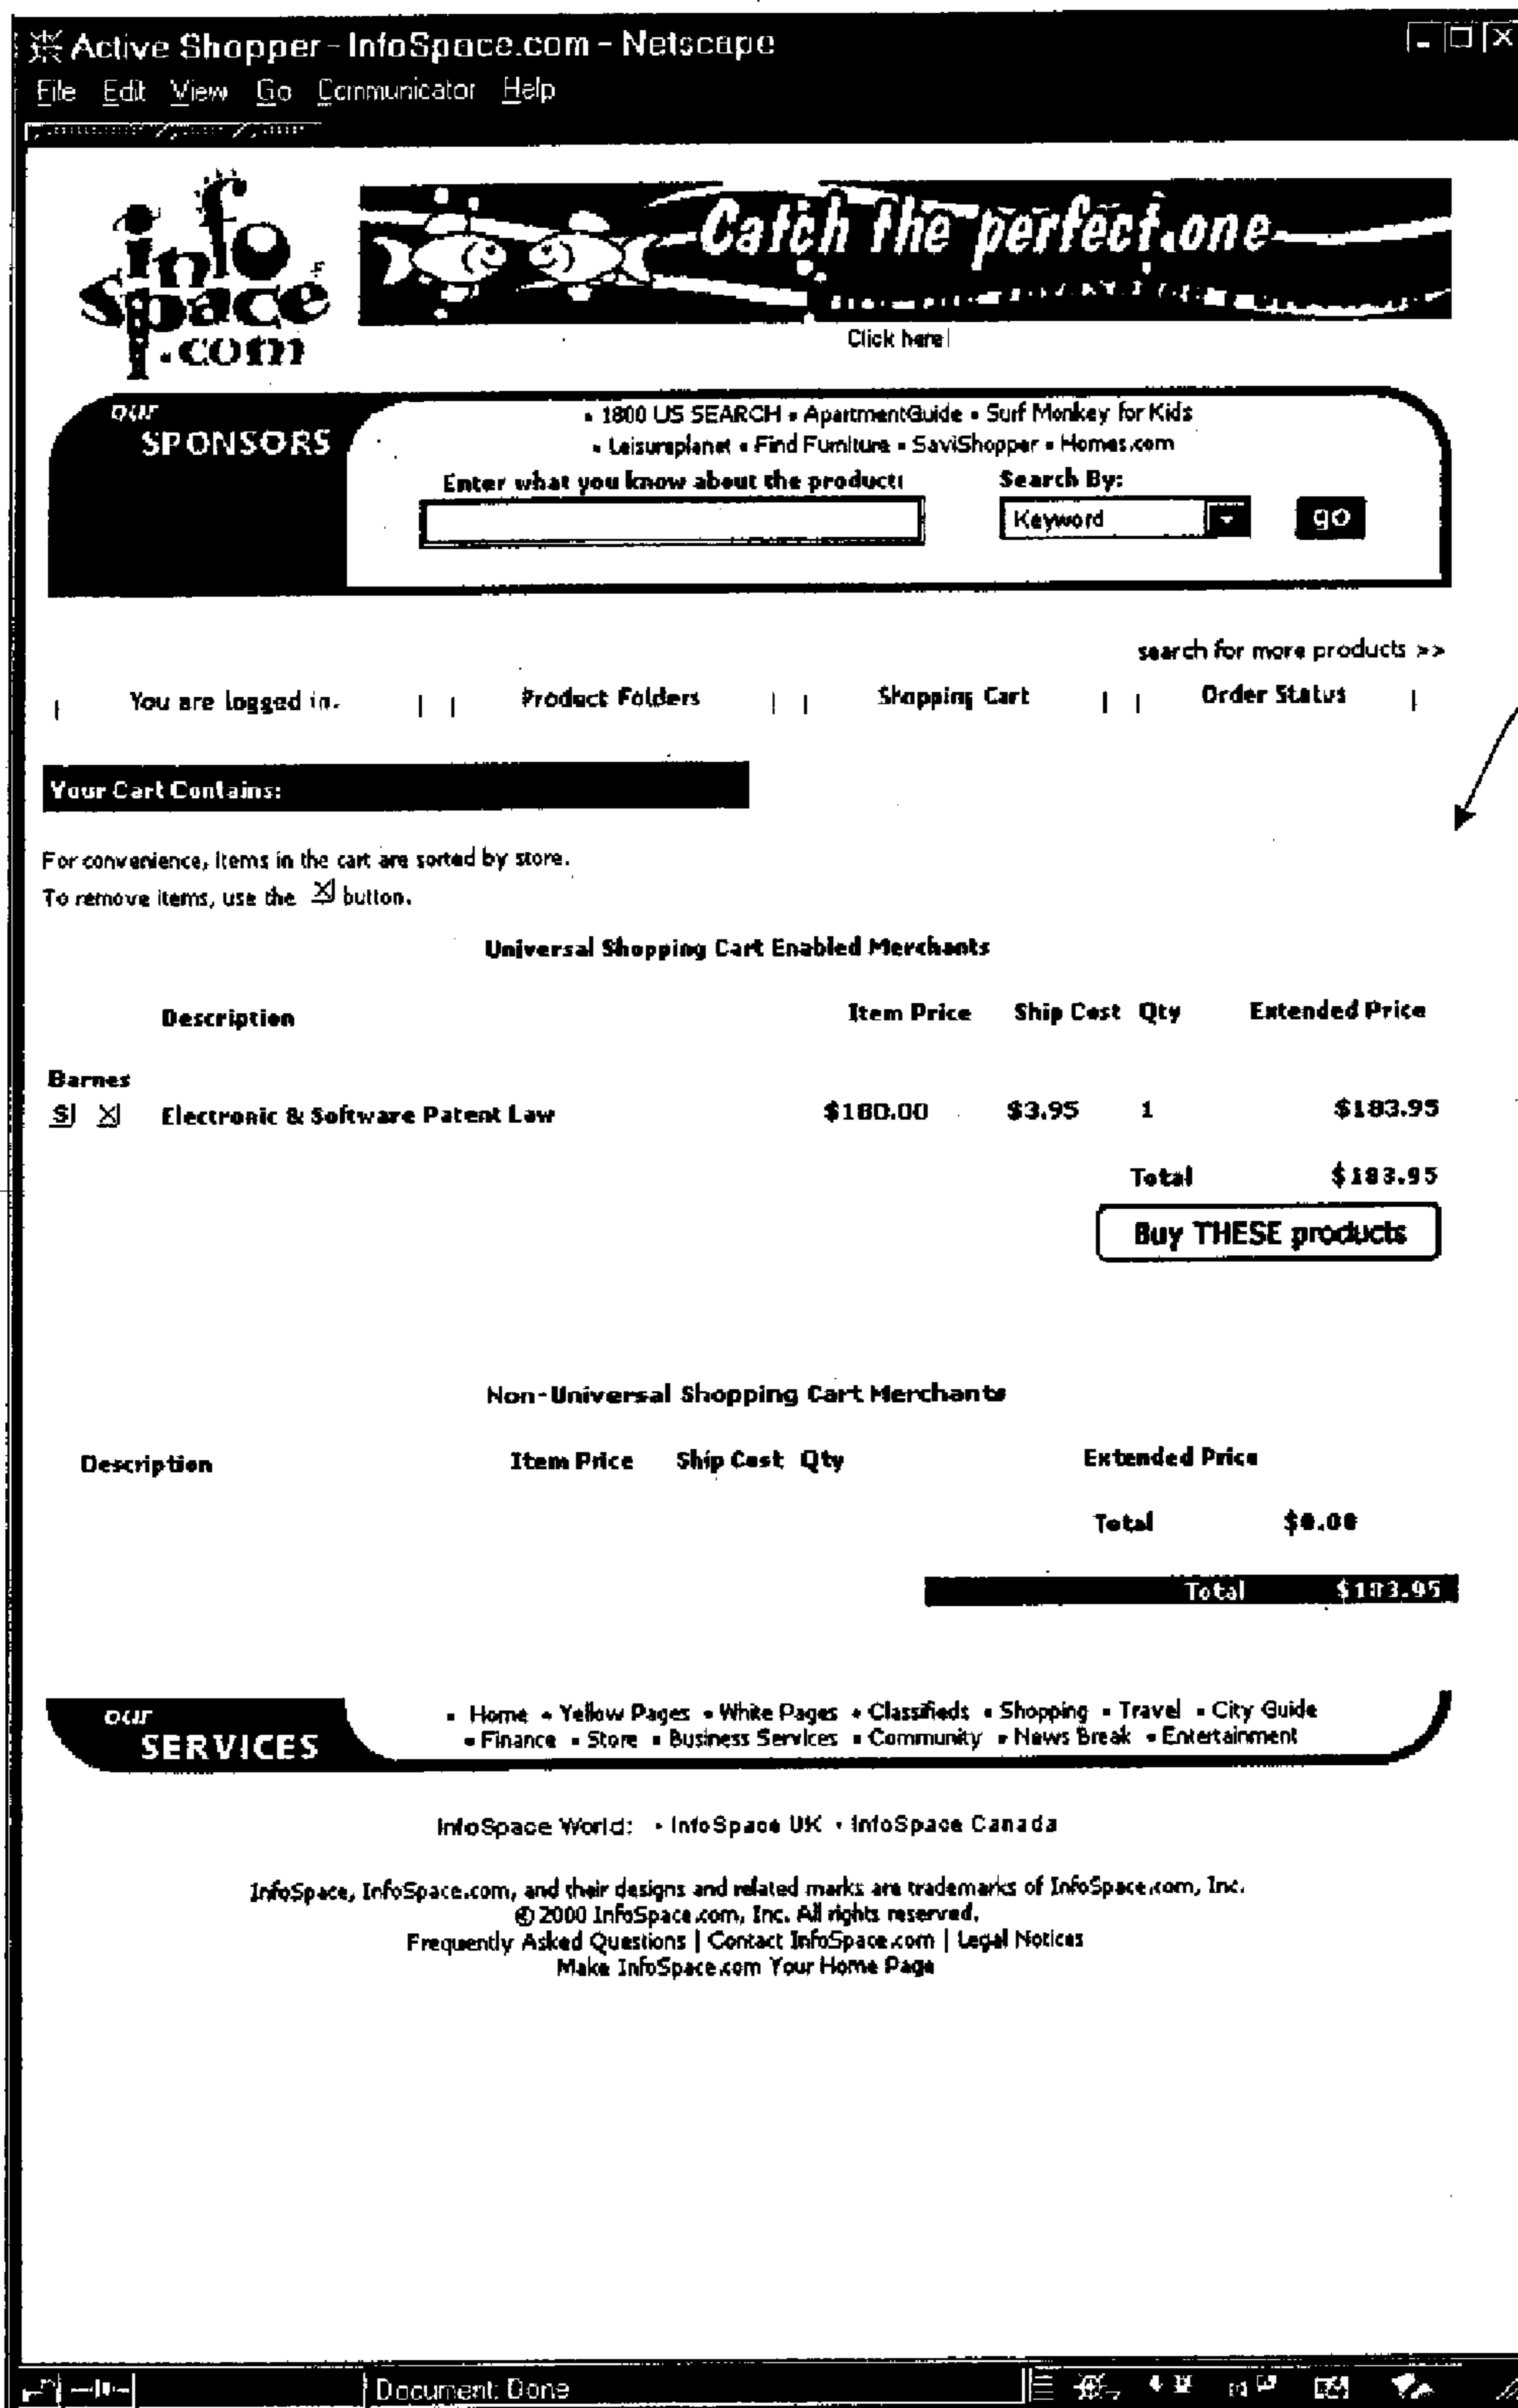 Active Shopper - InfoSpace.com - Netscape
File Edit View Go Communicator Help
info
space
.com
Catch the perfect one
Click here!
our
SPONSORS
▪ 1800 US SEARCH ▪ ApartmentGuide ▪ Surf Monkey for Kids
▪ Leisureplanet ▪ Find Furniture ▪ SaviShopper ▪ Homes.com
Enter what you know about the product: Search By:
Keyword go
search for more products >>
| You are logged in. | | Product Folders | | Shopping Cart | | Order Status |
Your Cart Contains:
For convenience, items in the cart are sorted by store.
To remove items, use the X button.
Universal Shopping Cart Enabled Merchants
Description Item Price Ship Cost Qty Extended Price
Barnes
S X Electronic & Software Patent Law $180.00 $3.95 1 $183.95
Total $183.95
Buy THESE products
Non-Universal Shopping Cart Merchants
Description Item Price Ship Cost Qty Extended Price
Total $0.00
Total $183.95
our
SERVICES
▪ Home ▪ Yellow Pages ▪ White Pages ▪ Classifieds ▪ Shopping ▪ Travel ▪ City Guide
▪ Finance ▪ Store ▪ Business Services ▪ Community ▪ News Break ▪ Entertainment
InfoSpace World: ▪ InfoSpace UK ▪ InfoSpace Canada
InfoSpace, InfoSpace.com, and their designs and related marks are trademarks of InfoSpace.com, Inc.
© 2000 InfoSpace.com, Inc. All rights reserved.
Frequently Asked Questions | Contact InfoSpace.com | Legal Notices
Make InfoSpace.com Your Home Page
Document: Done